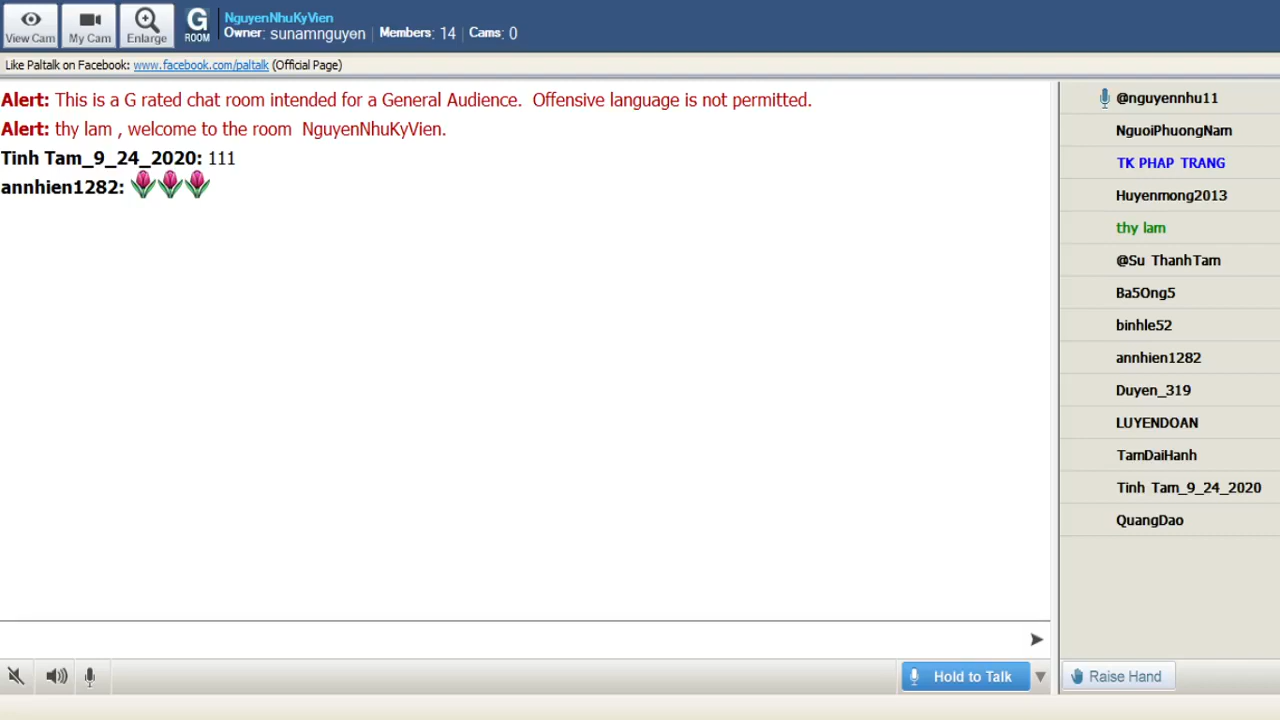 View Cam
My Cam
Enlarge
G
ROOM
NguyenNhuKyVien
Owner: sunamnguyen | Members: 14 | Cams: 0
Like Paltalk on Facebook: www.facebook.com/paltalk (Official Page)
Alert: This is a G rated chat room intended for a General Audience. Offensive language is not permitted.
Alert: thy lam , welcome to the room NguyenNhuKyVien.
Tinh Tam_9_24_2020: 111
annhien1282:
@nguyennhu11
NguoiPhuongNam
TK PHAP TRANG
Huyenmong2013
thy lam
@Su ThanhTam
Ba5Ong5
binhle52
annhien1282
Duyen_319
LUYENDOAN
TamDaiHanh
Tinh Tam_9_24_2020
QuangDao
Hold to Talk
Raise Hand